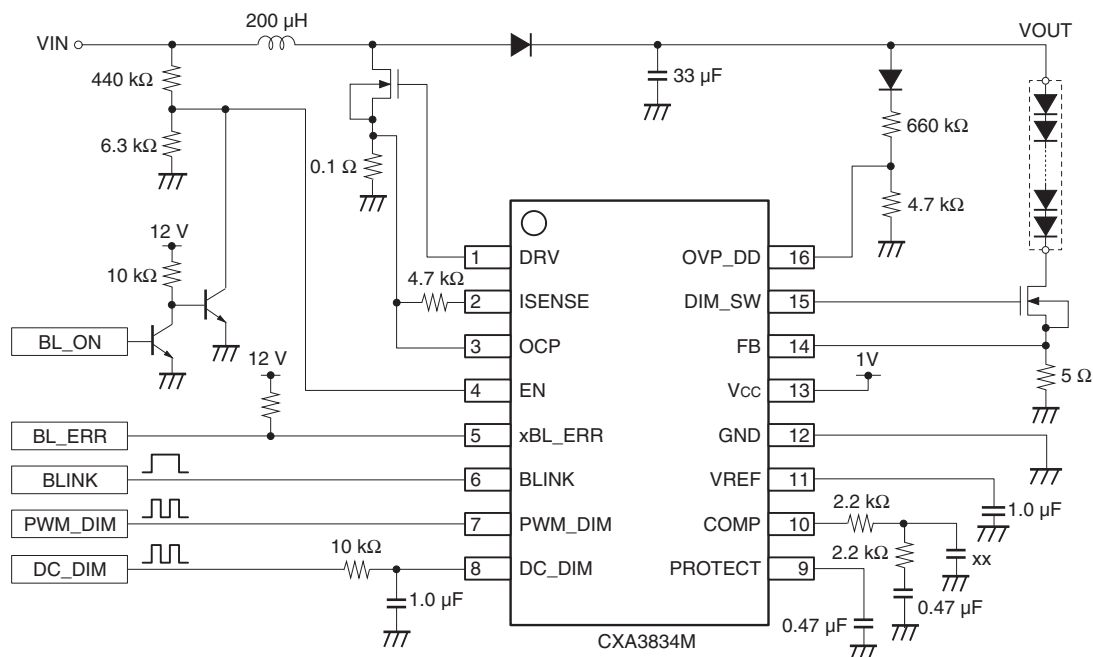 200 µH
VIN
VOUT
440 kΩ
33 µF
6.3 kΩ
660 kΩ
0.1 Ω
4.7 kΩ
12 V
10 kΩ
BL_ON
12 V
4.7 kΩ
1 DRV
2 ISENSE
3 OCP
4 EN
5 xBL_ERR
6 BLINK
7 PWM_DIM
8 DC_DIM
OVP_DD 16
DIM_SW 15
FB 14
Vcc 13
GND 12
VREF 11
COMP 10
PROTECT 9
1V
5 Ω
BL_ERR
BLINK
PWM_DIM
DC_DIM
10 kΩ
1.0 µF
2.2 kΩ
1.0 µF
2.2 kΩ
xx
0.47 µF
0.47 µF
CXA3834M